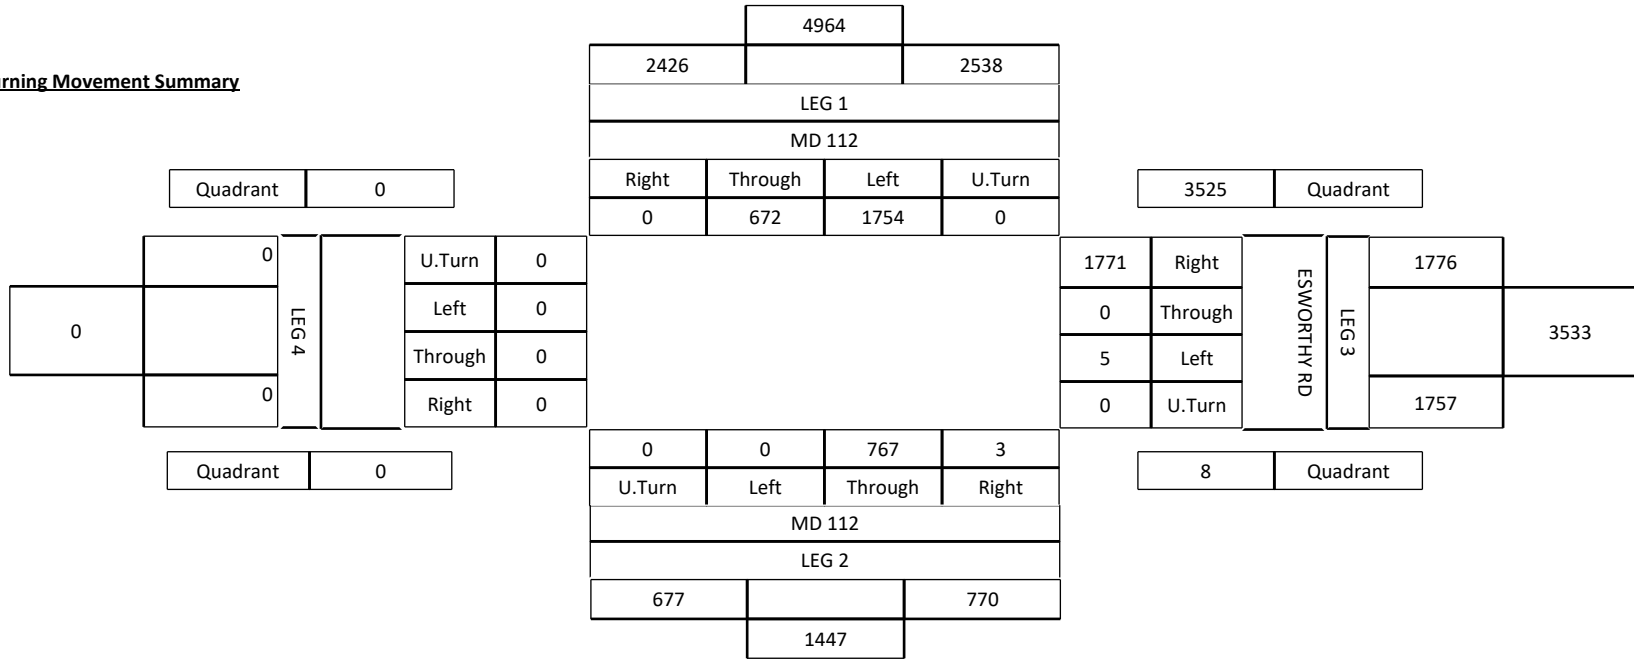 4964
2426 2538
urning Movement Summary
LEG 1
MD 112
Right Through Left U.Turn
0 672 1754 0
Quadrant 0
3525 Quadrant
0
0
0
LEG 4
U.Turn 0
Left 0
Through 0
Right 0
1771 Right
0 Through
5 Left
0 U.Turn
ESWORTHY RD
LEG 3
1776
3533
1757
Quadrant 0
0 0 767 3
U.Turn Left Through Right
8 Quadrant
MD 112
LEG 2
677 770
1447